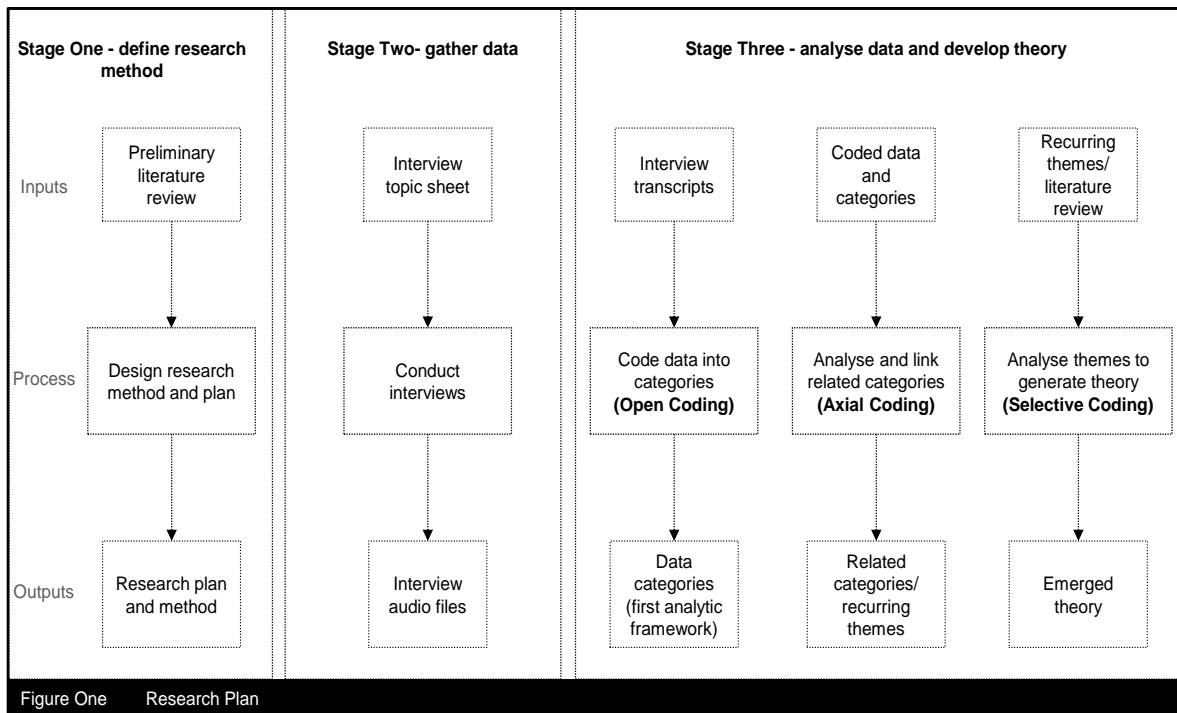 Stage One - define research
method
Stage Two- gather data
Stage Three - analyse data and develop theory
Inputs
Preliminary
literature
review
Interview
topic sheet
Interview
transcripts
Coded data
and
categories
Recurring
themes/
literature
review
Process
Design research
method and plan
Conduct
interviews
Code data into
categories
(Open Coding)
Analyse and link
related categories
(Axial Coding)
Analyse themes to
generate theory
(Selective Coding)
Outputs
Research plan
and method
Interview
audio files
Data
categories
(first analytic
framework)
Related
categories/
recurring
themes
Emerged
theory
Figure One Research Plan